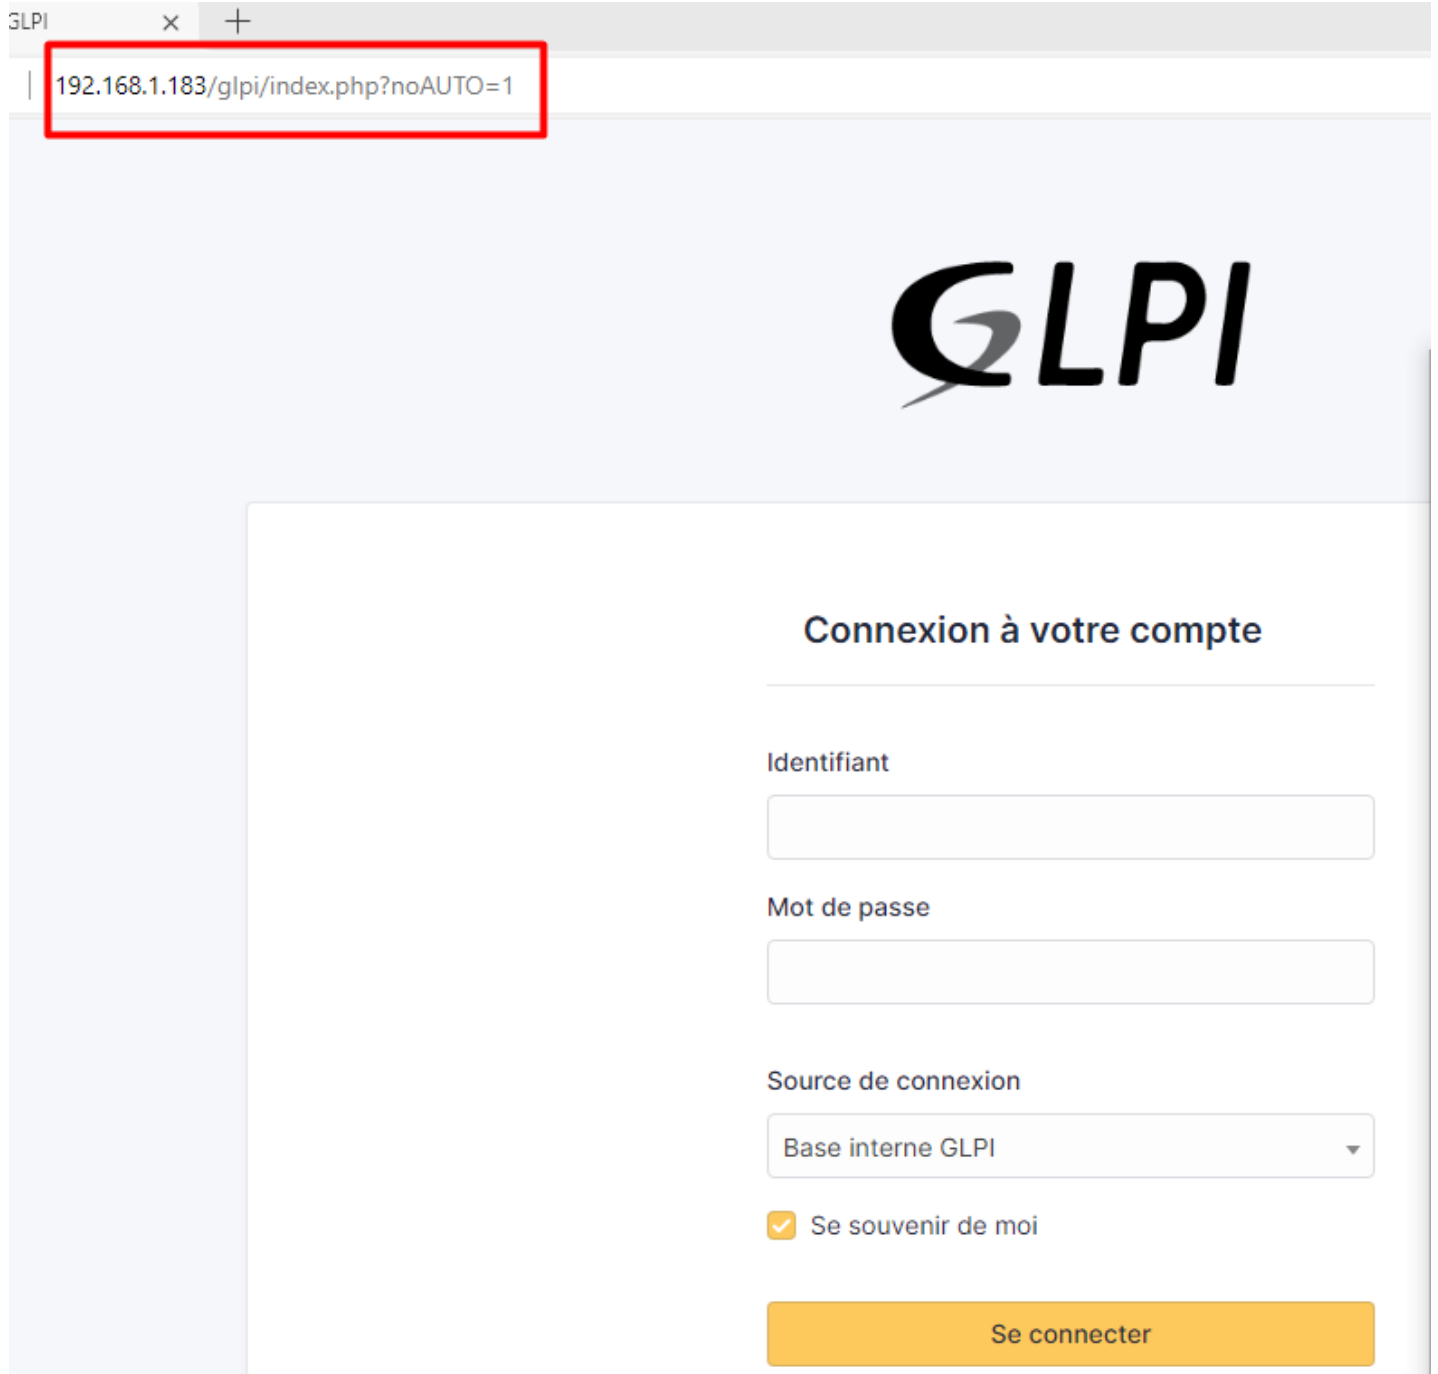 GLPI
192.168.1.183/glpi/index.php?noAUTO=1
GLPI
Connexion à votre compte
Identifiant
Mot de passe
Source de connexion
Base interne GLPI
Se souvenir de moi
Se connecter